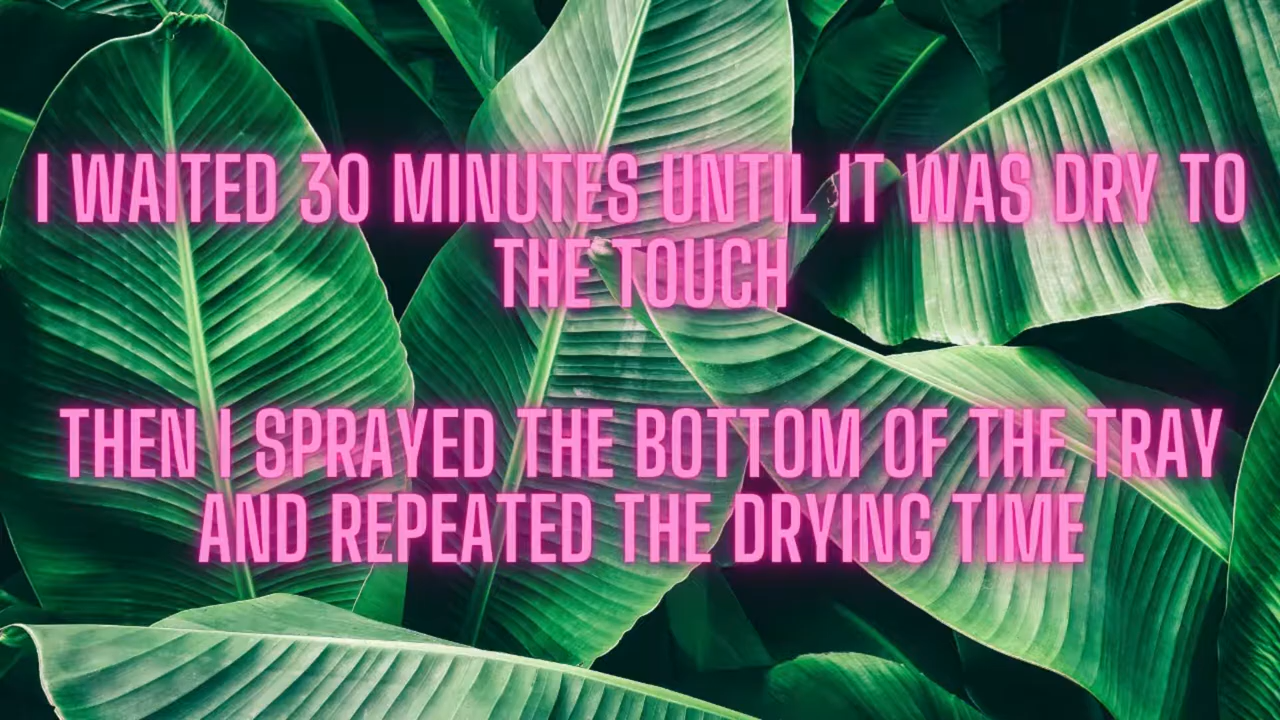 I WAITED 30 MINUTES UNTIL IT WAS DRY TO
THE TOUCH
THEN I SPRAYED THE BOTTOM OF THE TRAY
AND REPEATED THE DRYING TIME